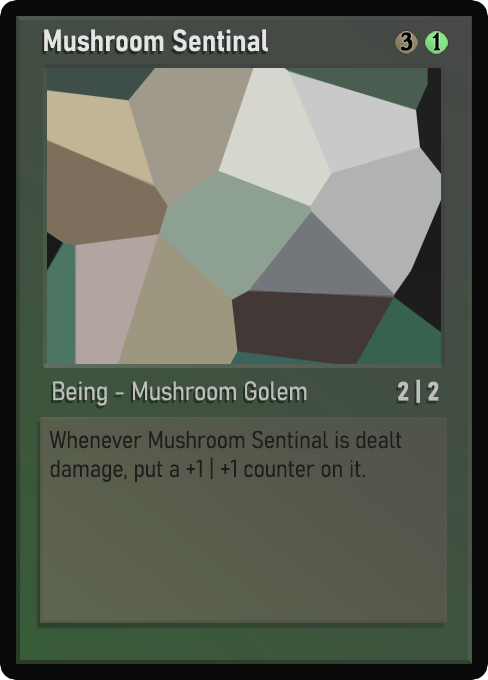 Mushroom Sentinal 3 1
Being - Mushroom Golem 2|2
Whenever Mushroom Sentinal is dealt
damage, put a +1 | +1 counter on it.